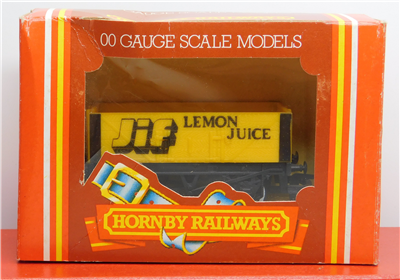 00 GAUGE SCALE MODELS
Jif LEMON
JUICE
HORNBY RAILWAYS